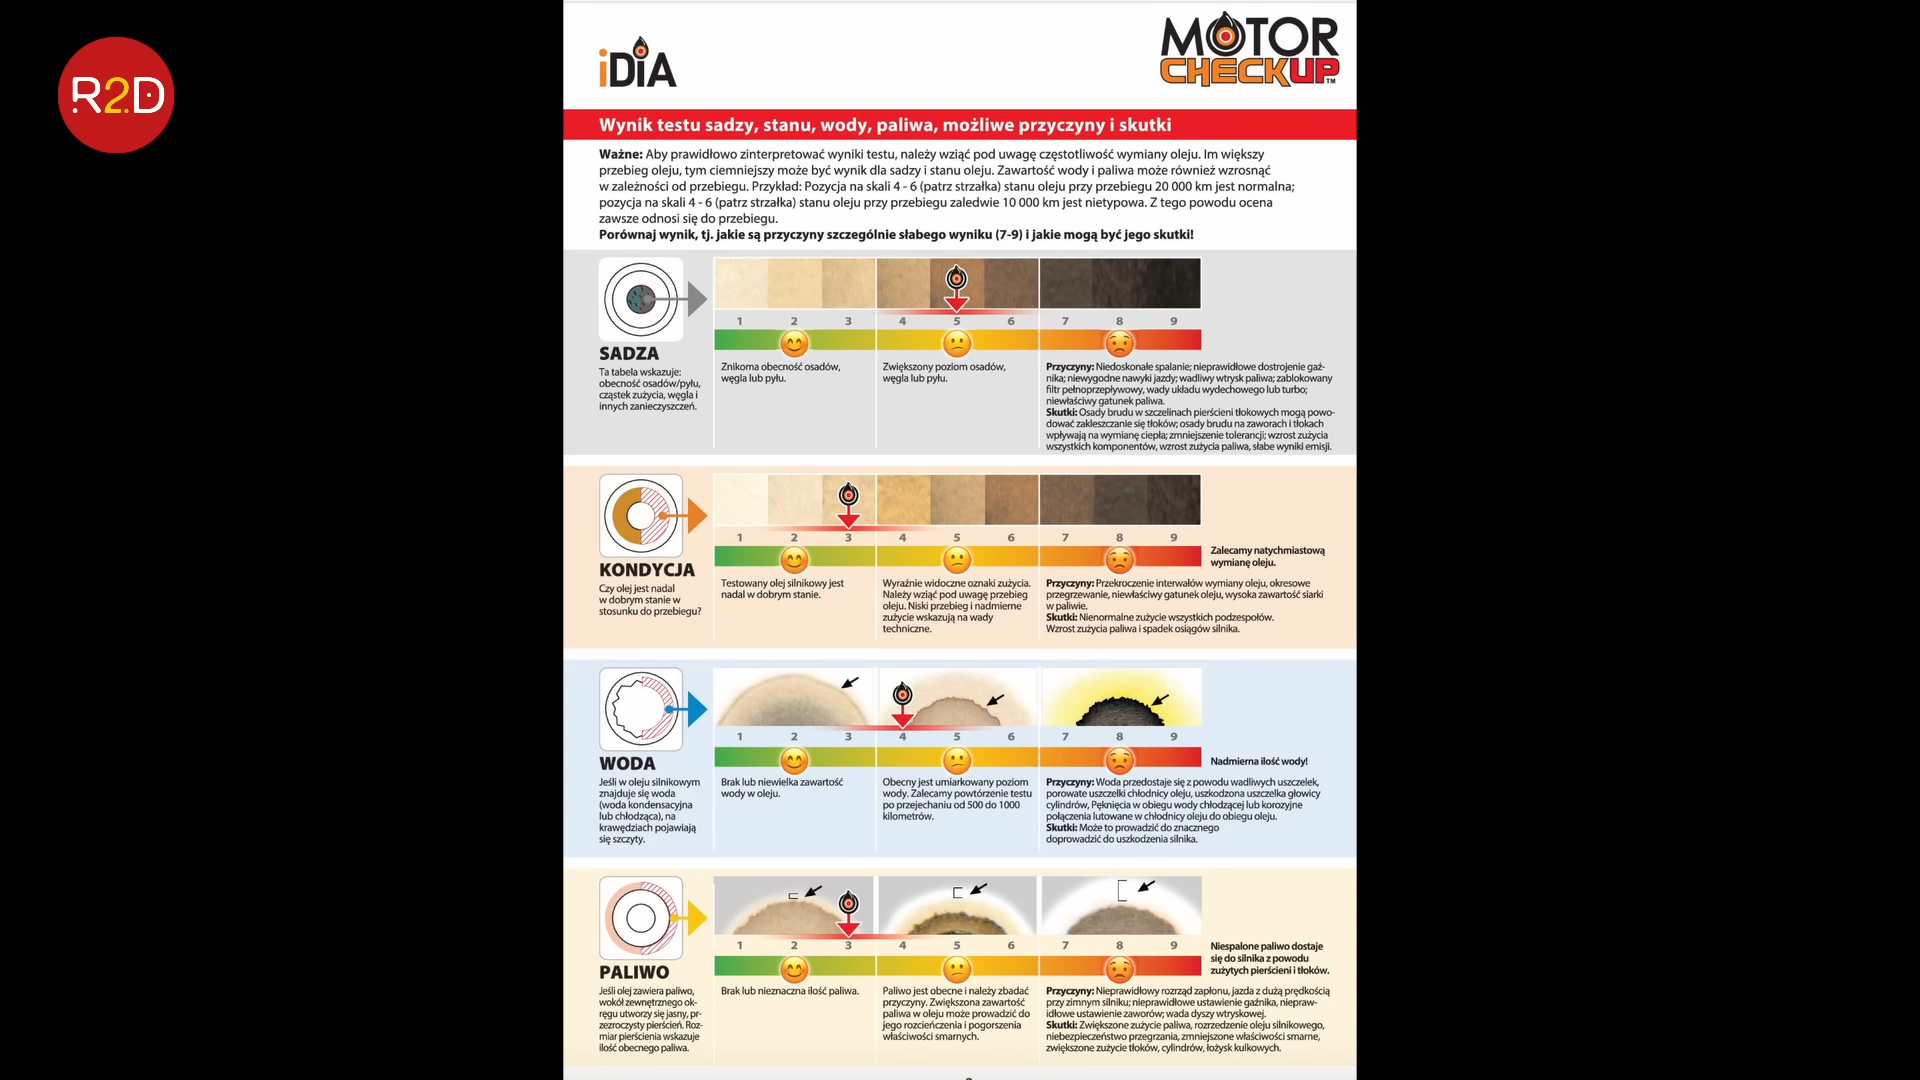 R2D
iDiA
MOTOR
CHECKUP™
Wynik testu sadzy, stanu, wody, paliwa, możliwe przyczyny i skutki
Ważne: Aby prawidłowo zinterpretować wyniki testu, należy wziąć pod uwagę częstotliwość wymiany oleju. Im większy
przebieg oleju, tym ciemniejszy może być wynik dla sadzy i stanu oleju. Zawartość wody i paliwa może również wzrosnąć
w zależności od przebiegu. Przykład: Pozycja na skali 4 - 6 (patrz strzałka) stanu oleju przy przebiegu 20 000 km jest normalna;
pozycja na skali 4 - 6 (patrz strzałka) stanu oleju przy przebiegu zaledwie 10 000 km jest nietypowa. Z tego powodu ocena
zawsze odnosi się do przebiegu.
Porównaj wynik, tj. jakie są przyczyny szczególnie słabego wyniku (7-9) i jakie mogą być jego skutki!
1 2 3 4 5 6 7 8 9
SADZA
Ta tabela wskazuje:
obecność osadów/pyłu,
cząstek zużycia, węgla i
innych zanieczyszczeń.
Znikoma obecność osadów,
węgla lub pyłu.
Zwiększony poziom osadów,
węgla lub pyłu.
Przyczyny: Niedoskonałe spalanie; nieprawidłowe dostrojenie gaź-
nika; niewygodne nawyki jazdy; wadliwy wtrysk paliwa; zablokowany
filtr pełnoprzepływowy, wady układu wydechowego lub turbo;
niewłaściwy gatunek paliwa.
Skutki: Osady brudu w szczelinach pierścieni tłokowych mogą powo-
dować zakleszczanie się tłoków; osady brudu na zaworach i tłokach
wpływają na wymianę ciepła; zmniejszenie tolerancji; wzrost zużycia
wszystkich komponentów, wzrost zużycia paliwa, słabe wyniki emisji.
1 2 3 4 5 6 7 8 9
KONDYCJA
Czy olej jest nadal
w dobrym stanie w
stosunku do przebiegu?
Testowany olej silnikowy jest
nadal w dobrym stanie.
Wyraźnie widoczne oznaki zużycia.
Należy wziąć pod uwagę przebieg
oleju. Niski przebieg i nadmierne
zużycie wskazują na wady
techniczne.
Zalecamy natychmiastową
wymianę oleju.
Przyczyny: Przekroczenie interwałów wymiany oleju, okresowe
przegrzewanie, niewłaściwy gatunek oleju, wysoka zawartość siarki
w paliwie.
Skutki: Nienormalne zużycie wszystkich podzespołów.
Wzrost zużycia paliwa i spadek osiągów silnika.
1 2 3 4 5 6 7 8 9
WODA
Jeśli w oleju silnikowym
znajduje się woda
(woda kondensacyjna
lub chłodząca), na
krawędziach pojawiają
się szczyty.
Brak lub niewielka zawartość
wody w oleju.
Obecny jest umiarkowany poziom
wody. Zalecamy powtórzenie testu
po przejechaniu od 500 do 1000
kilometrów.
Nadmierna ilość wody!
Przyczyny: Woda przedostaje się z powodu wadliwych uszczelek,
porowate uszczelki chłodnicy oleju, uszkodzona uszczelka głowicy
cylindrów, Pęknięcia w obiegu wody chłodzącej lub korozyjne
połączenia lutowane w chłodnicy oleju do obiegu oleju.
Skutki: Może to prowadzić do znacznego
doprowadzić do uszkodzenia silnika.
1 2 3 4 5 6 7 8 9
PALIWO
Jeśli olej zawiera paliwo,
wokół zewnętrznego ok-
ręgu utworzy się jasny, pr-
zezroczysty pierścień. Roz-
miar pierścienia wskazuje
ilość obecnego paliwa.
Brak lub nieznaczna ilość paliwa.
Paliwo jest obecne i należy zbadać
przyczyny. Zwiększona zawartość
paliwa w oleju może prowadzić do
jego rozcieńczenia i pogorszenia
właściwości smarnych.
Niespalone paliwo dostaje
się do silnika z powodu
zużytych pierścieni i tłoków.
Przyczyny: Nieprawidłowy rozrząd zapłonu, jazda z dużą prędkością
przy zimnym silniku; nieprawidłowe ustawienie gaźnika, niepraw-
idłowe ustawienie zaworów; wada dyszy wtryskowej.
Skutki: Zwiększone zużycie paliwa, rozrzedzenie oleju silnikowego,
niebezpieczeństwo przegrzania, zmniejszone właściwości smarne,
zwiększone zużycie tłoków, cylindrów, łożysk kulkowych.